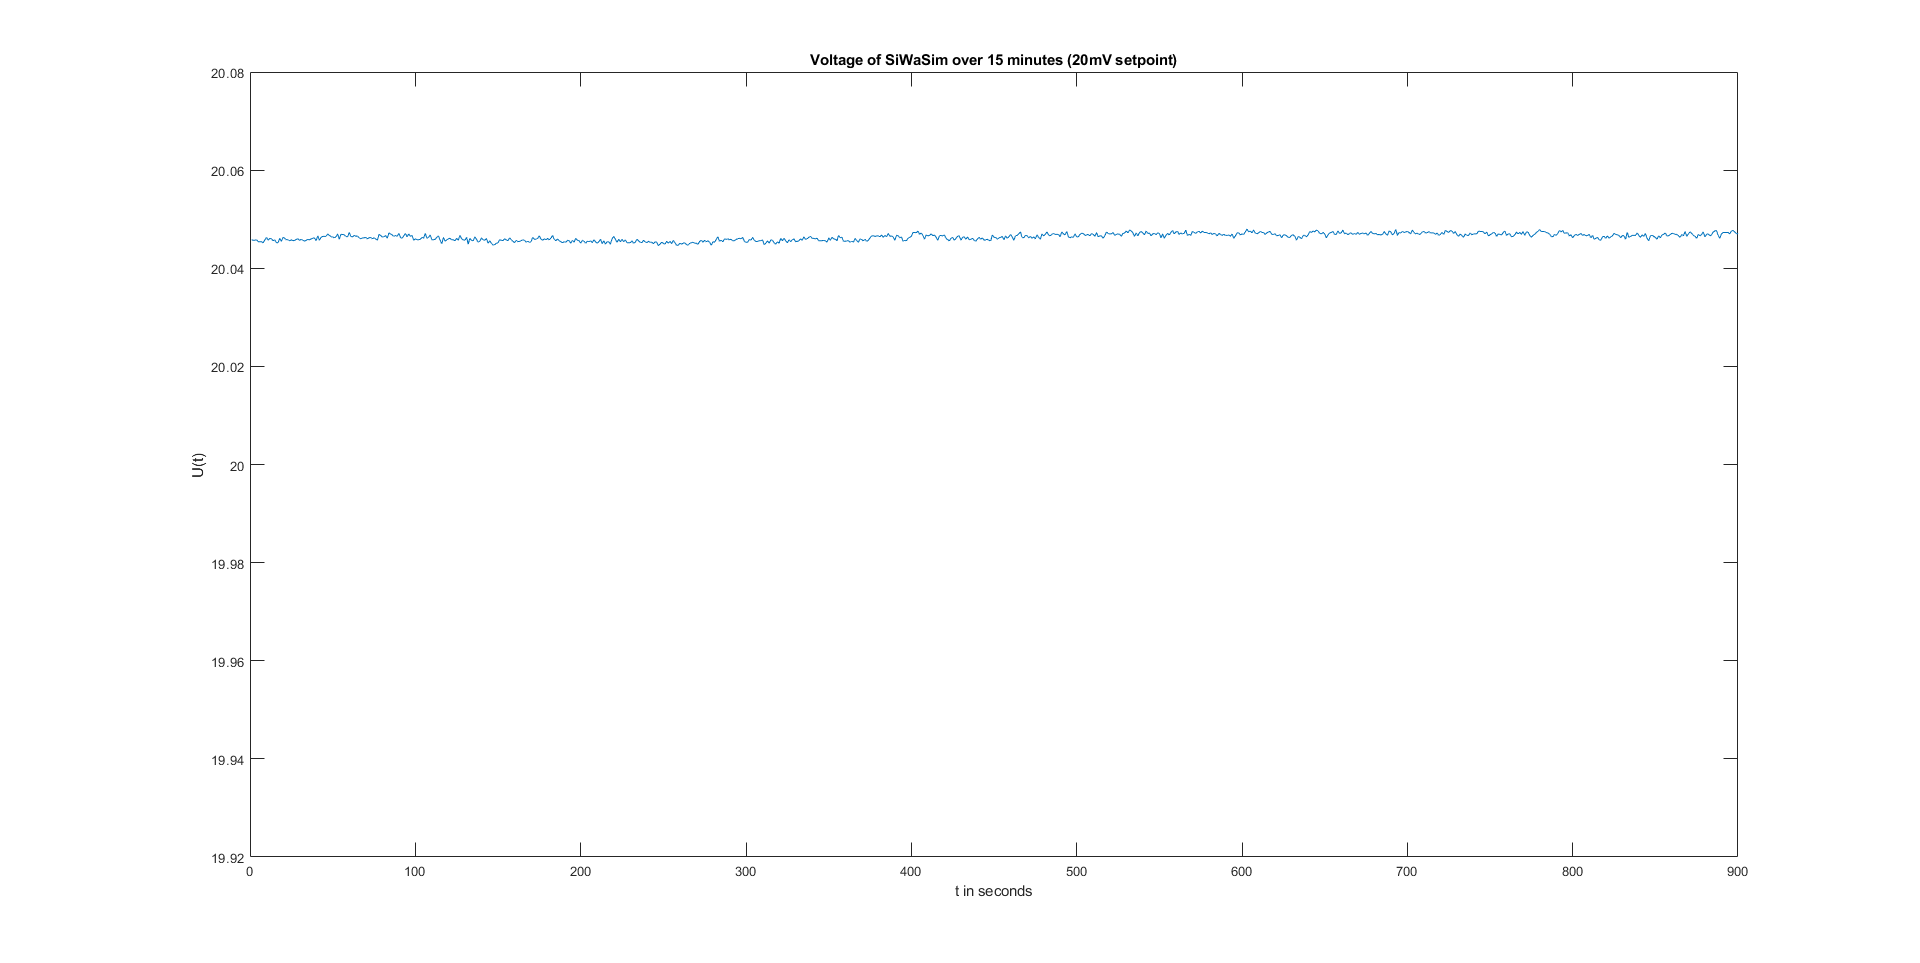 Voltage of SiWaSim over 15 minutes (20mV setpoint)
20.08
20.06
20.04
20.02
20
19.98
19.96
19.94
19.92
U(t)
0 100 200 300 400 500 600 700 800 900
t in seconds